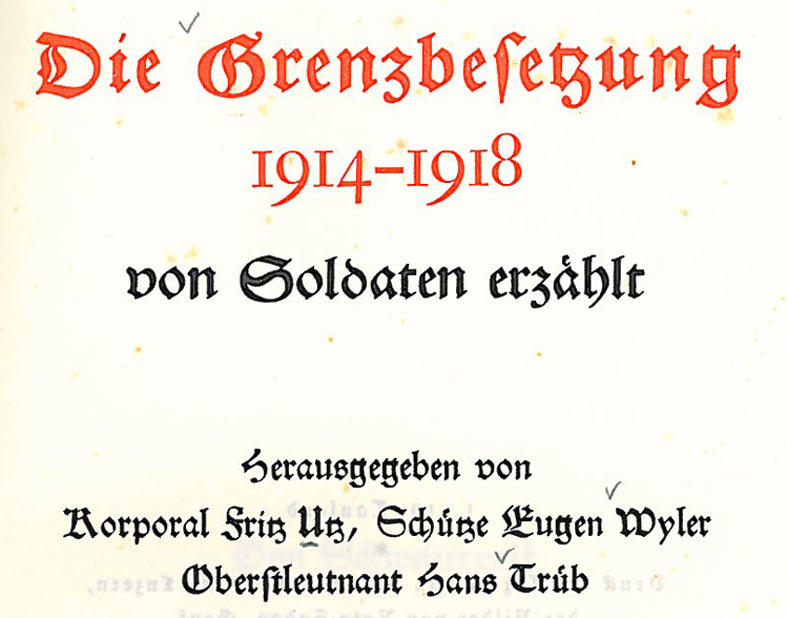 Die Grenzbesetzung
1914-1918
von Soldaten erzählt
Herausgegeben von
Korporal Fritz Utz, Schütze Eugen Wyler
Oberstleutnant Hans Trüb